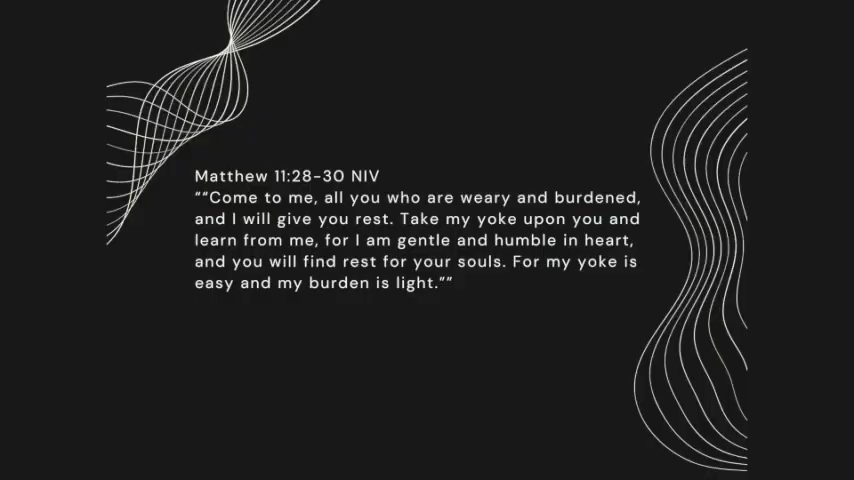 Matthew 11:28-30 NIV
““Come to me, all you who are weary and burdened,
and I will give you rest. Take my yoke upon you and
learn from me, for I am gentle and humble in heart,
and you will find rest for your souls. For my yoke is
easy and my burden is light.””